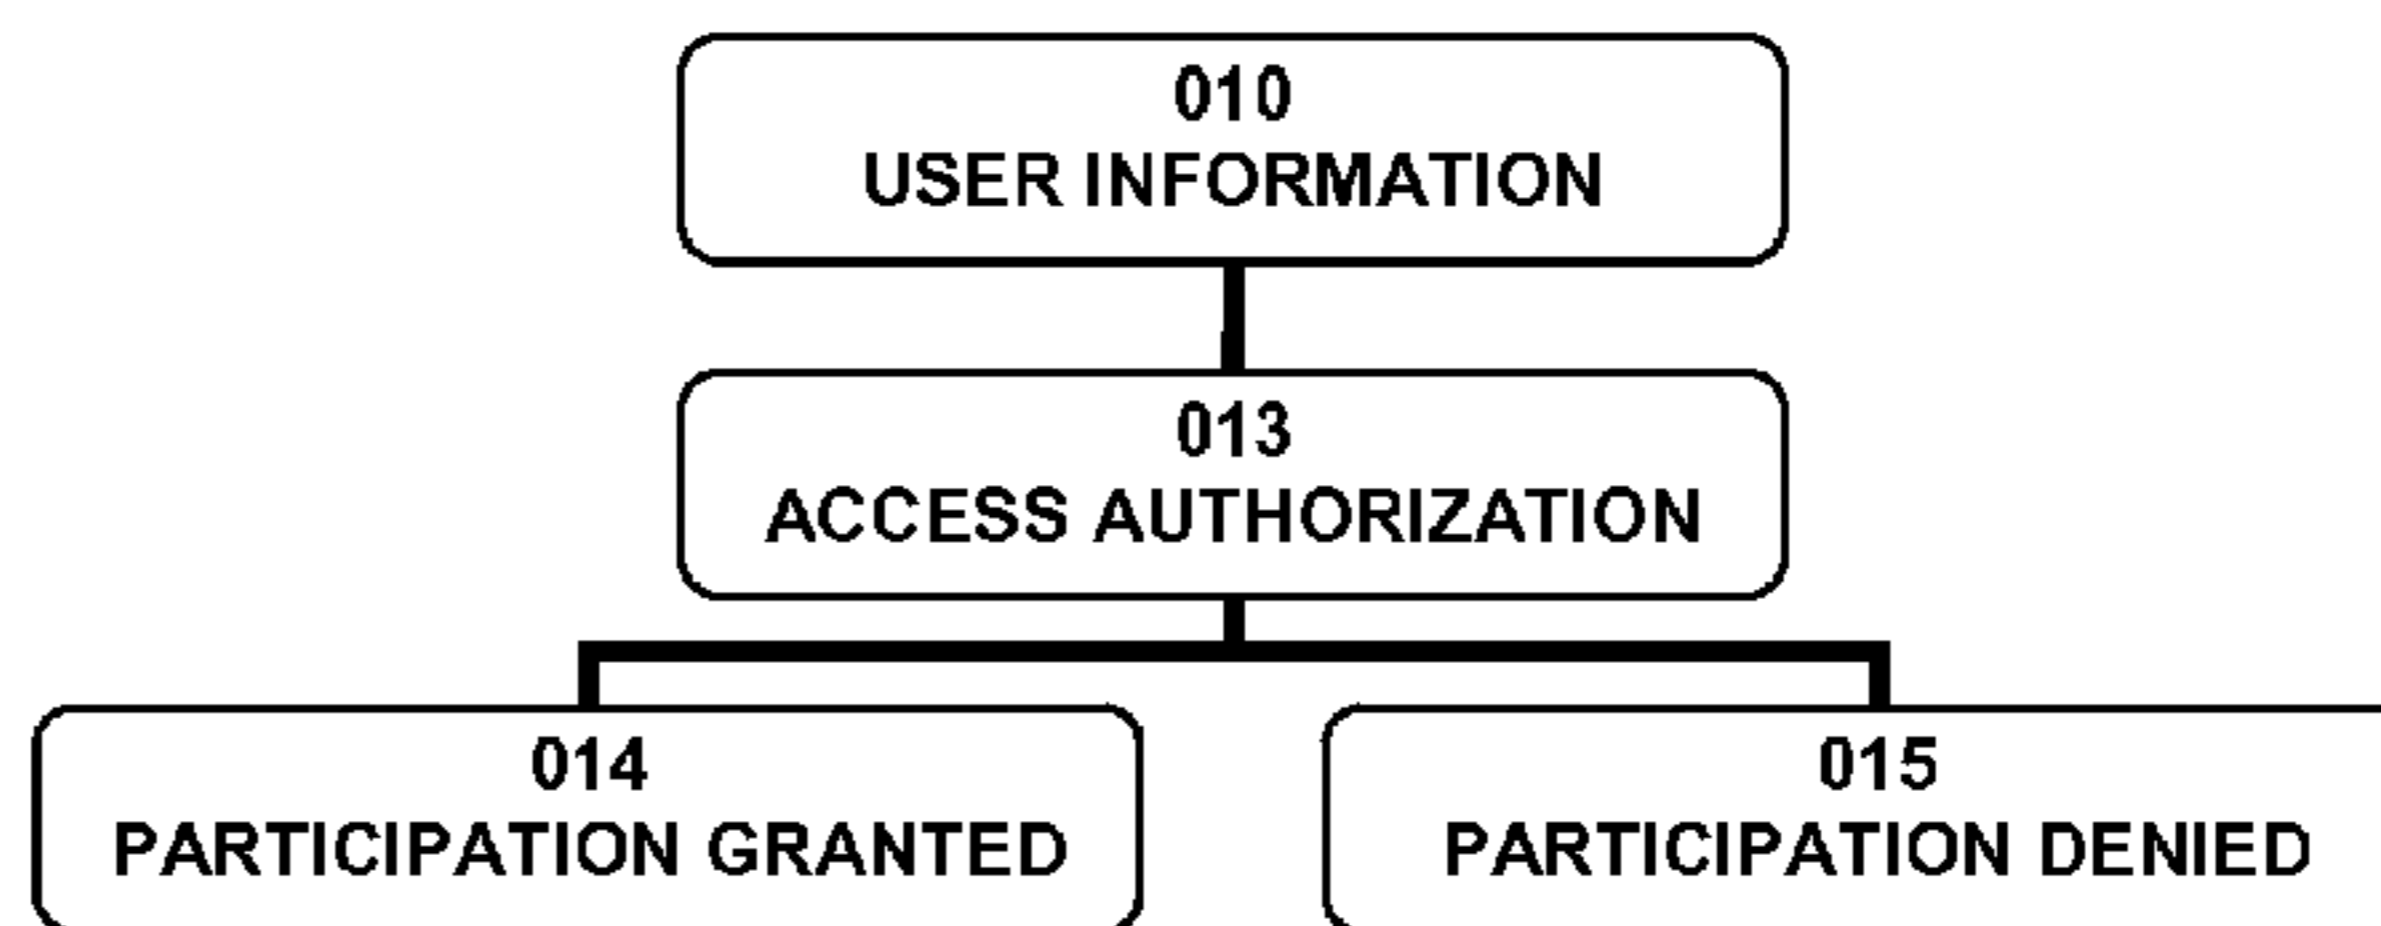 010
USER INFORMATION
013
ACCESS AUTHORIZATION
014
PARTICIPATION GRANTED
015
PARTICIPATION DENIED